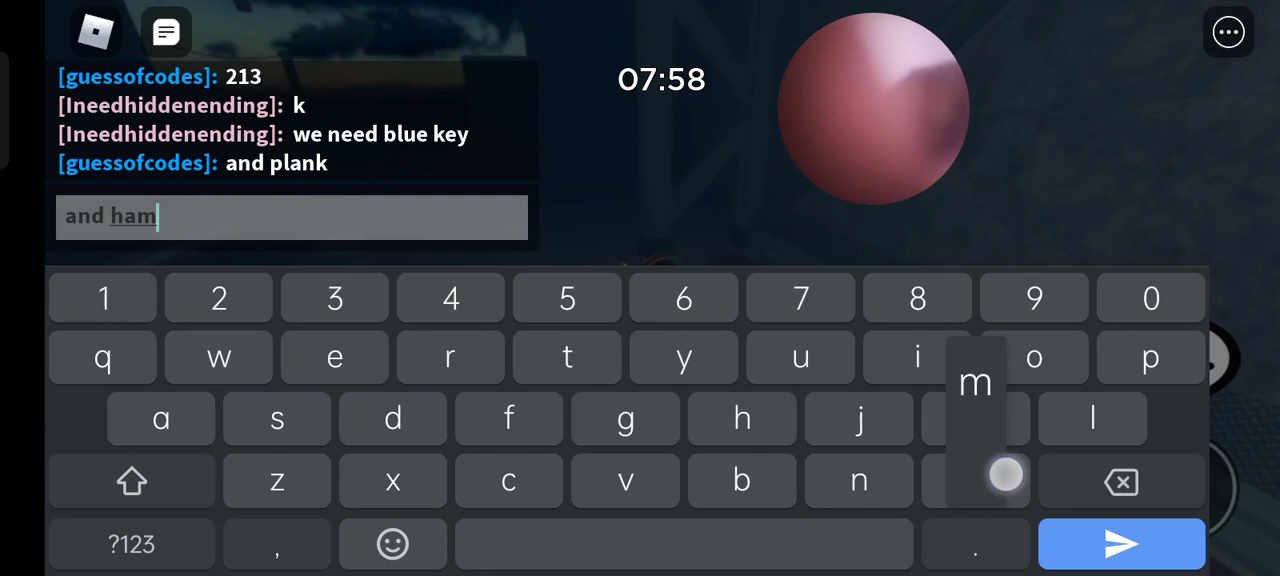 [guessofcodes]: 213
07:58
[Ineedhiddenending]: k
[Ineedhiddenending]: we need blue key
[guessofcodes]: and plank
and ham
1 2 3 4 5 6 7 8 9 0
q w e r t y u i o p
m
a s d f g h j l
z x c v b n
?123 , .